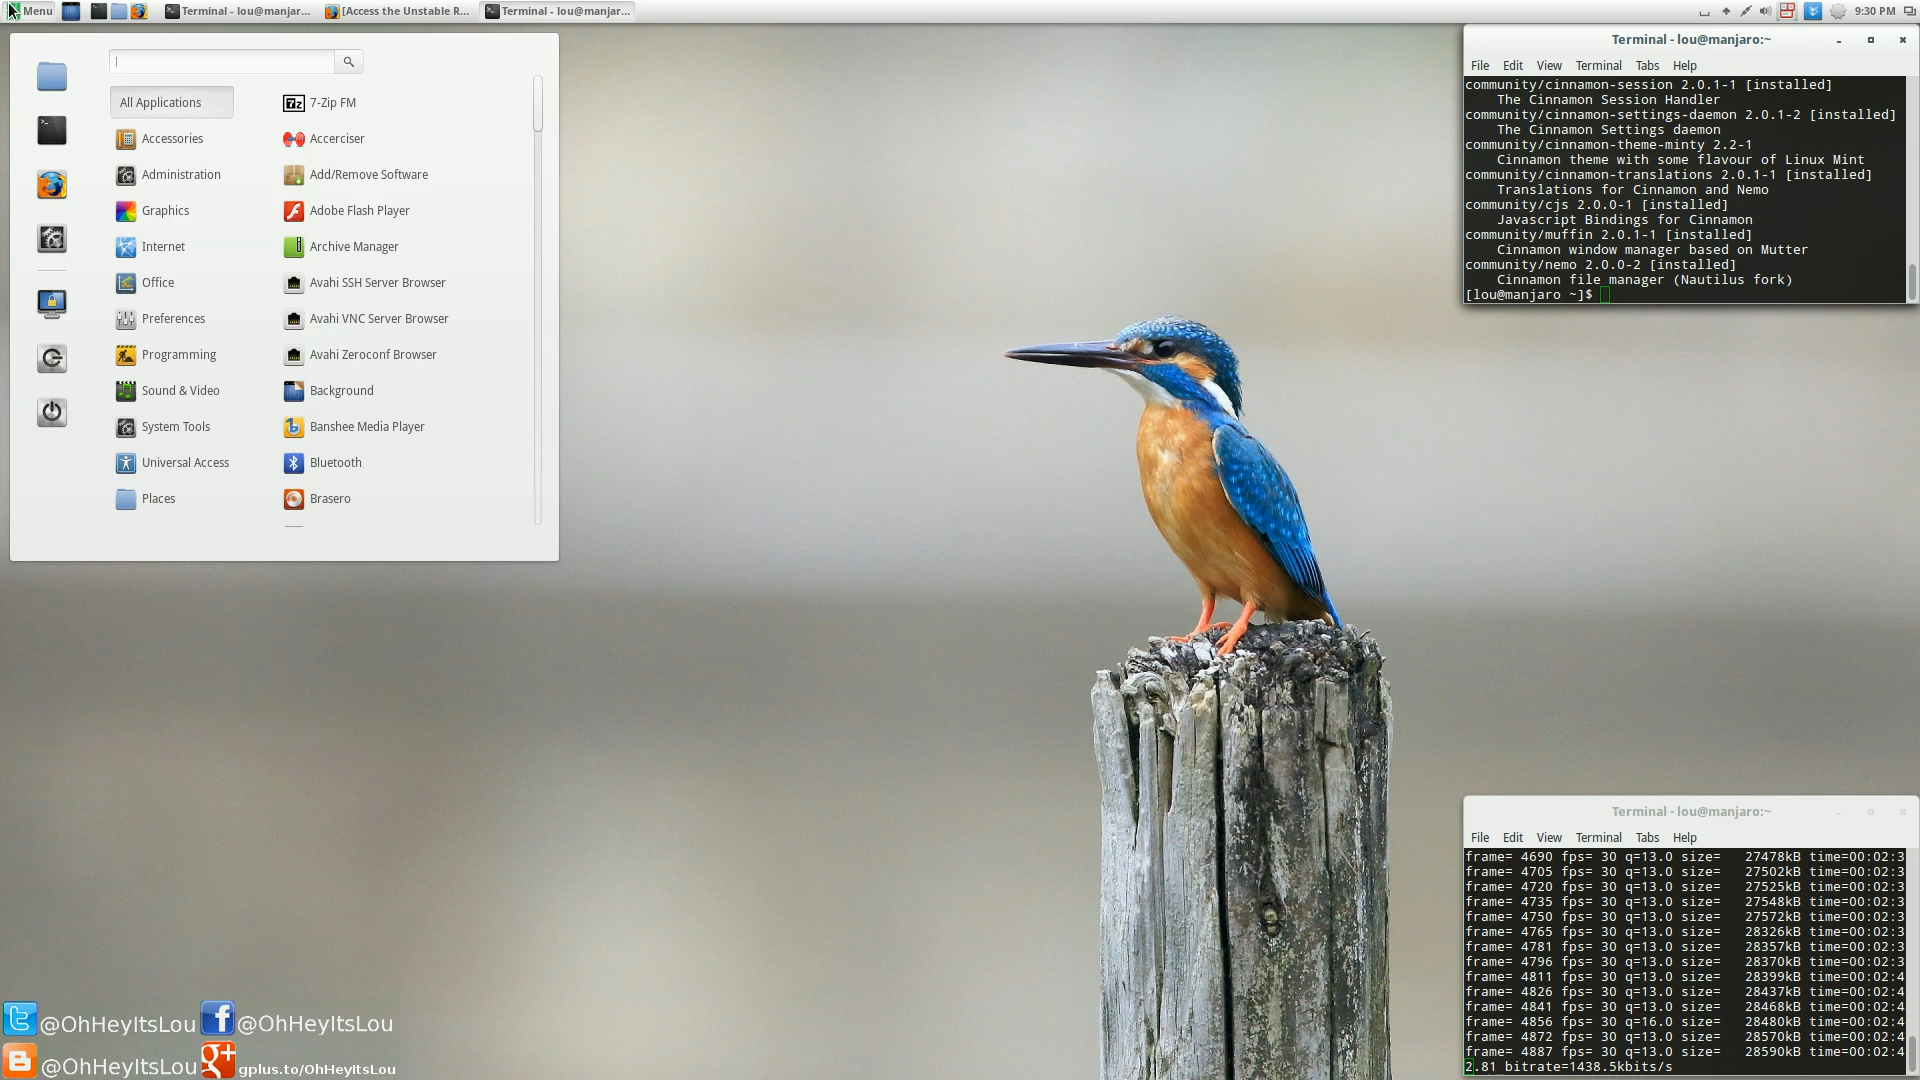 Menu
Terminal - lou@manjar...
[Access the Unstable R...
Terminal - lou@manjar...
9:30 PM
All Applications
Accessories
Administration
Graphics
Internet
Office
Preferences
Programming
Sound & Video
System Tools
Universal Access
Places
7z 7-Zip FM
Accerciser
Add/Remove Software
Adobe Flash Player
Archive Manager
Avahi SSH Server Browser
Avahi VNC Server Browser
Avahi Zeroconf Browser
Background
Banshee Media Player
Bluetooth
Brasero
Terminal - lou@manjaro:~
File Edit View Terminal Tabs Help
community/cinnamon-session 2.0.1-1 [installed]
The Cinnamon Session Handler
community/cinnamon-settings-daemon 2.0.1-2 [installed]
The Cinnamon Settings daemon
community/cinnamon-theme-minty 2.2-1
Cinnamon theme with some flavour of Linux Mint
community/cinnamon-translations 2.0.1-1 [installed]
Translations for Cinnamon and Nemo
community/cjs 2.0.0-1 [installed]
Javascript Bindings for Cinnamon
community/muffin 2.0.1-1 [installed]
Cinnamon window manager based on Mutter
community/nemo 2.0.0-2 [installed]
Cinnamon file manager (Nautilus fork)
[lou@manjaro ~]$
Terminal - lou@manjaro:~
File Edit View Terminal Tabs Help
frame= 4690 fps= 30 q=13.0 size= 27478kB time=00:02:3
frame= 4705 fps= 30 q=13.0 size= 27502kB time=00:02:3
frame= 4720 fps= 30 q=13.0 size= 27525kB time=00:02:3
frame= 4735 fps= 30 q=13.0 size= 27548kB time=00:02:3
frame= 4750 fps= 30 q=13.0 size= 27572kB time=00:02:3
frame= 4765 fps= 30 q=13.0 size= 28326kB time=00:02:3
frame= 4781 fps= 30 q=13.0 size= 28357kB time=00:02:3
frame= 4796 fps= 30 q=13.0 size= 28370kB time=00:02:3
frame= 4811 fps= 30 q=13.0 size= 28399kB time=00:02:4
frame= 4826 fps= 30 q=13.0 size= 28437kB time=00:02:4
frame= 4841 fps= 30 q=13.0 size= 28468kB time=00:02:4
frame= 4856 fps= 30 q=16.0 size= 28480kB time=00:02:4
frame= 4872 fps= 30 q=13.0 size= 28570kB time=00:02:4
frame= 4887 fps= 30 q=13.0 size= 28590kB time=00:02:4
2.81 bitrate=1438.5kbits/s
@OhHeyItsLou
@OhHeyItsLou
@OhHeyItsLou
gplus.to/OhHeyItsLou